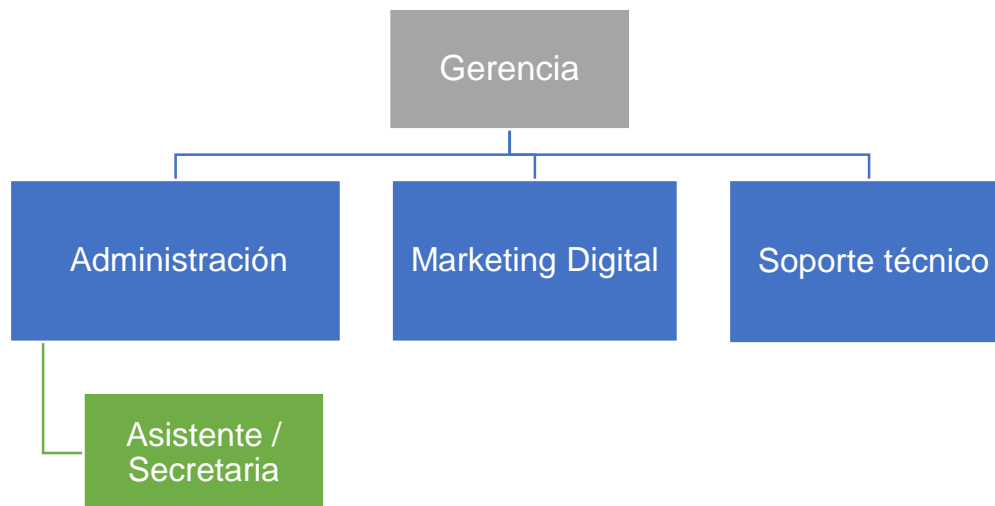 Gerencia
Administración
Marketing Digital
Soporte técnico
Asistente /
Secretaria